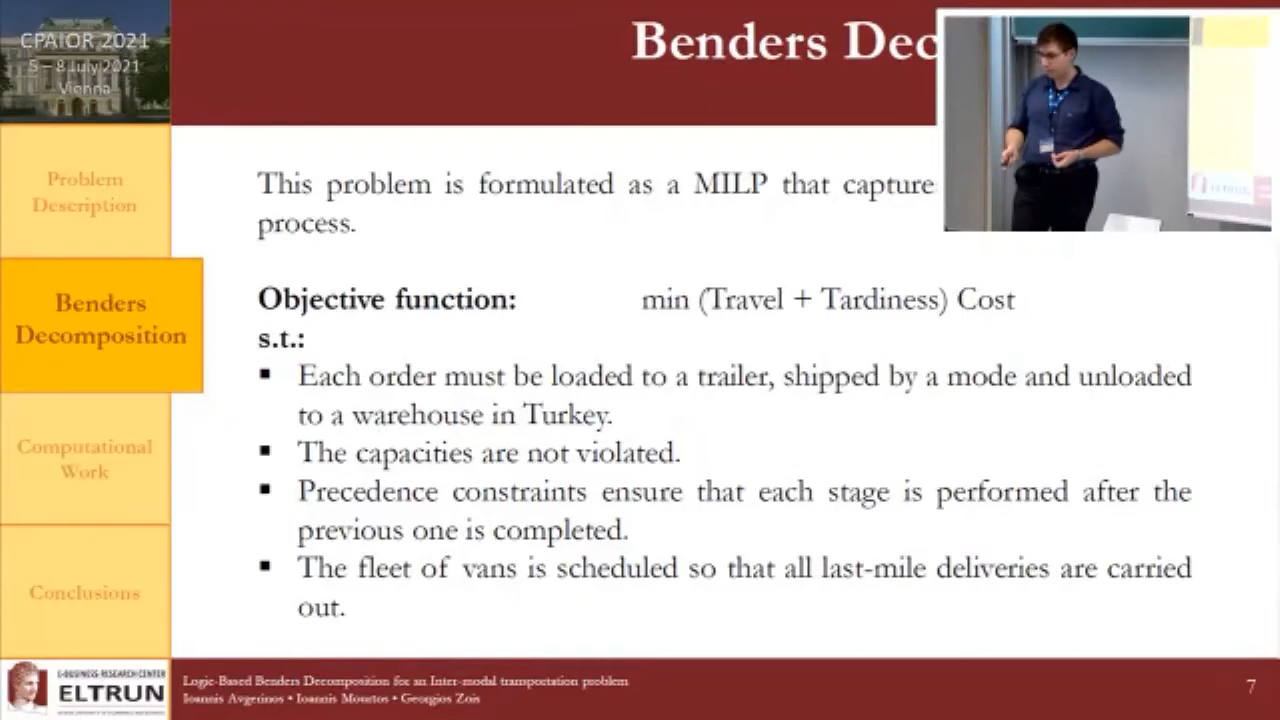 CPAIOR 2021
5 – 8 July 2021
Vienna
Benders Dec
Problem
Description
Benders
Decomposition
Computational
Work
Conclusions
This problem is formulated as a MILP that capture
process.
Objective function: min (Travel + Tardiness) Cost
s.t.:
▪ Each order must be loaded to a trailer, shipped by a mode and unloaded
to a warehouse in Turkey.
▪ The capacities are not violated.
▪ Precedence constraints ensure that each stage is performed after the
previous one is completed.
▪ The fleet of vans is scheduled so that all last-mile deliveries are carried
out.
E-BUSINESS RESEARCH CENTER
ELTRUN
Logic-Based Benders Decomposition for an Inter-modal transportation problem
Ioannis Avgerinos • Ioannis Mourtos • Georgios Zois
7